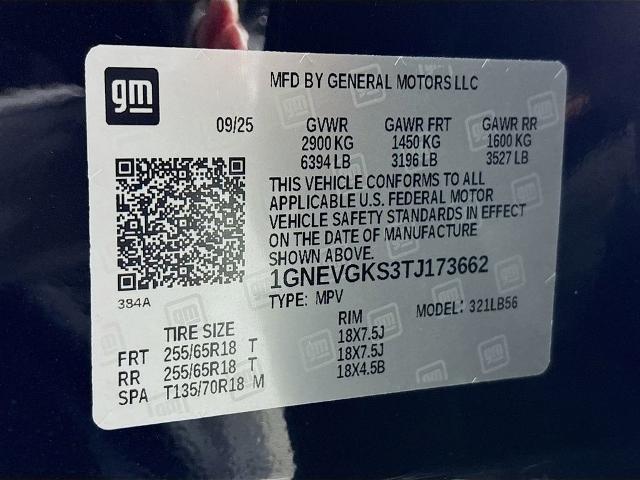 gm
MFD BY GENERAL MOTORS LLC
09/25 GVWR GAWR FRT GAWR RR
2900 KG 1450 KG 1600 KG
6394 LB 3196 LB 3527 LB
THIS VEHICLE CONFORMS TO ALL
APPLICABLE U.S. FEDERAL MOTOR
VEHICLE SAFETY STANDARDS IN EFFECT
ON THE DATE OF MANUFACTURE
SHOWN ABOVE.
1GNEVGKS3TJ173662
TYPE: MPV MODEL: 321LB56
384A
TIRE SIZE RIM
FRT 255/65R18 T 18X7.5J
RR 255/65R18 T 18X7.5J
SPA T135/70R18 M 18X4.5B